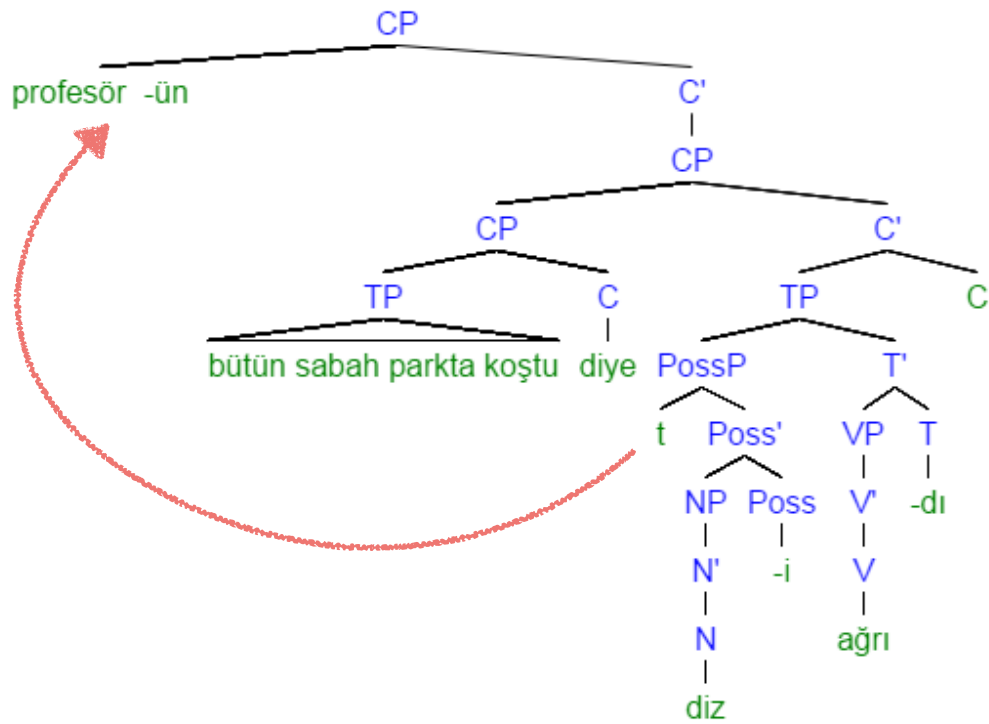 CP
profesör -ün C'
CP
CP C'
TP C TP C
bütün sabah parkta koştu diye PossP T'
t Poss' VP T
NP Poss V' -dı
N' -i V
N ağrı
diz